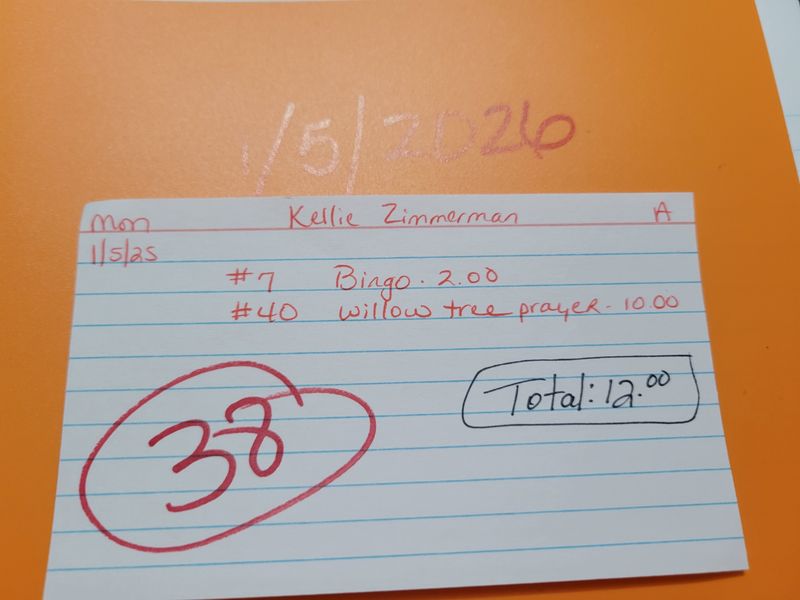 1/5/2026
Mon Kellie Zimmerman A
1/5/25
#7 Bingo. 2.00
#40 willow tree prayer. 10.00
38
Total: 12.00